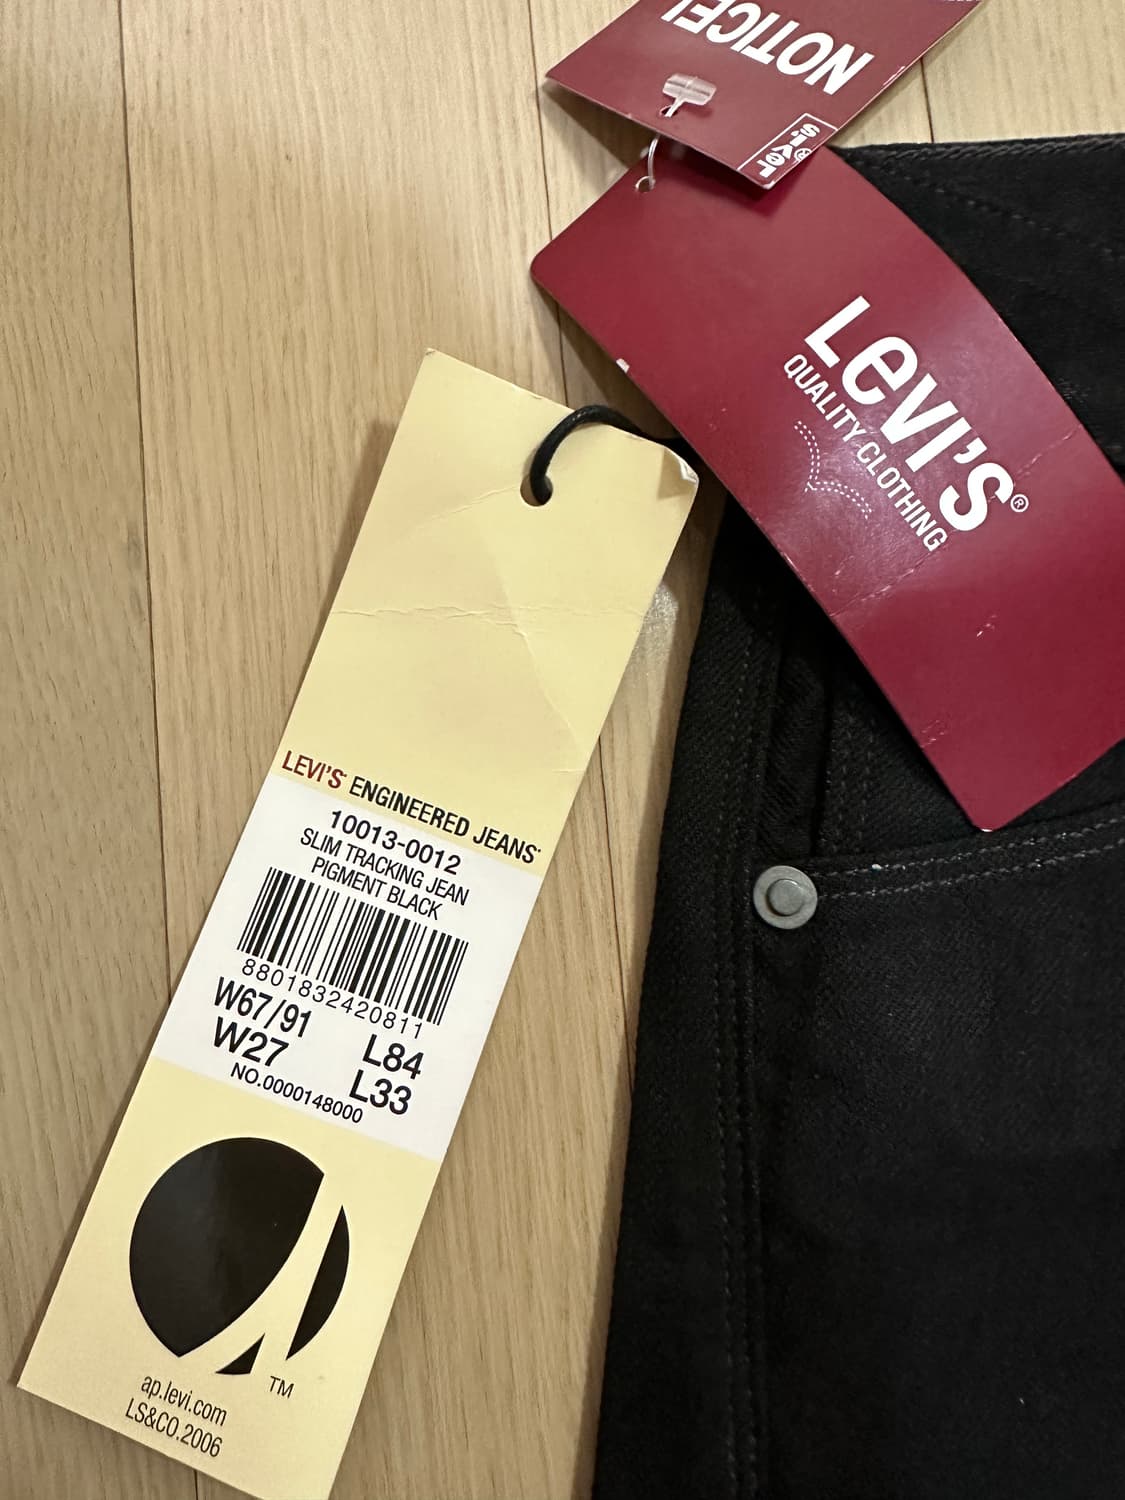 NOTICE!
Levi's®
LEVI'S®
QUALITY CLOTHING
LEVI'S® ENGINEERED JEANS™
10013-0012
SLIM TRACKING JEAN
PIGMENT BLACK
8801832420811
W67/91 L84
W27 L33
NO.0000148000
TM
ap.levi.com
LS&CO.2006